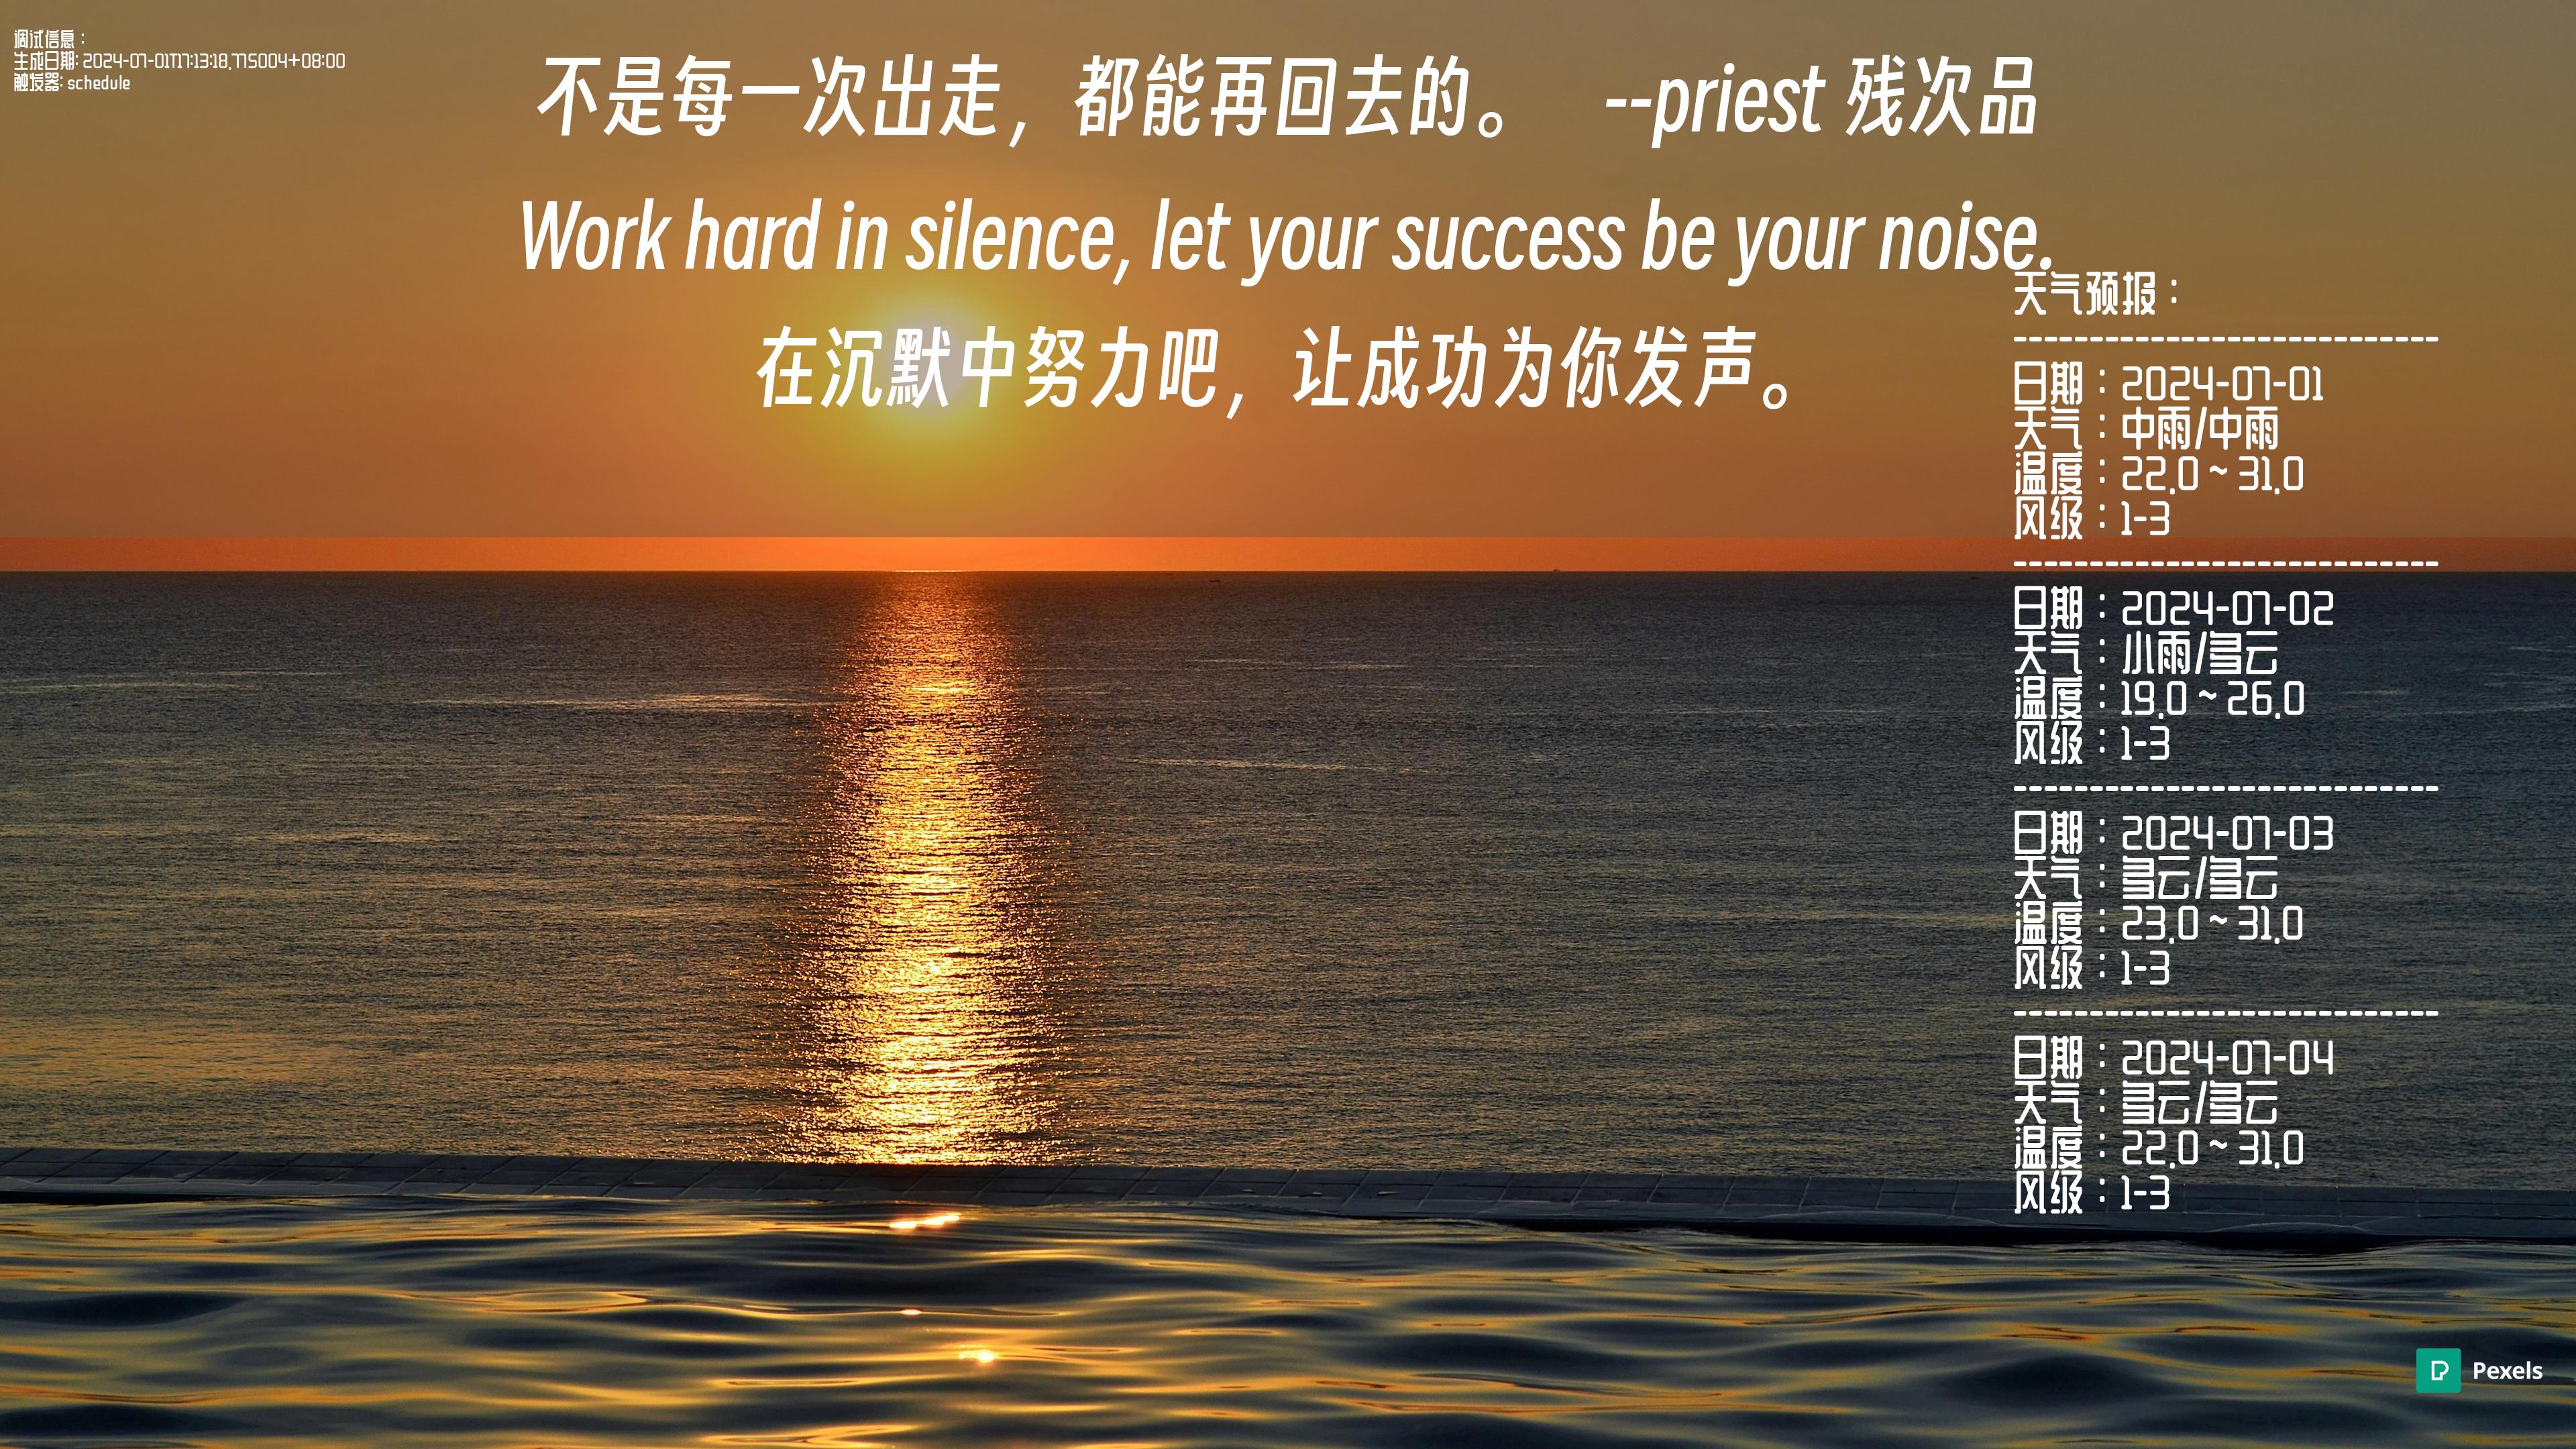 调试信息：
生成日期: 2024-07-01T17:13:18.775004+08:00
触发器: schedule
不是每一次出走，都能再回去的。 --priest 残次品
Work hard in silence, let your success be your noise.
在沉默中努力吧，让成功为你发声。
天气预报：
----------------------------
日期：2024-07-01
天气：中雨/中雨
温度：22.0 ~ 31.0
风级：1-3
----------------------------
日期：2024-07-02
天气：小雨/多云
温度：19.0 ~ 26.0
风级：1-3
----------------------------
日期：2024-07-03
天气：多云/多云
温度：23.0 ~ 31.0
风级：1-3
----------------------------
日期：2024-07-04
天气：多云/多云
温度：22.0 ~ 31.0
风级：1-3
Pexels